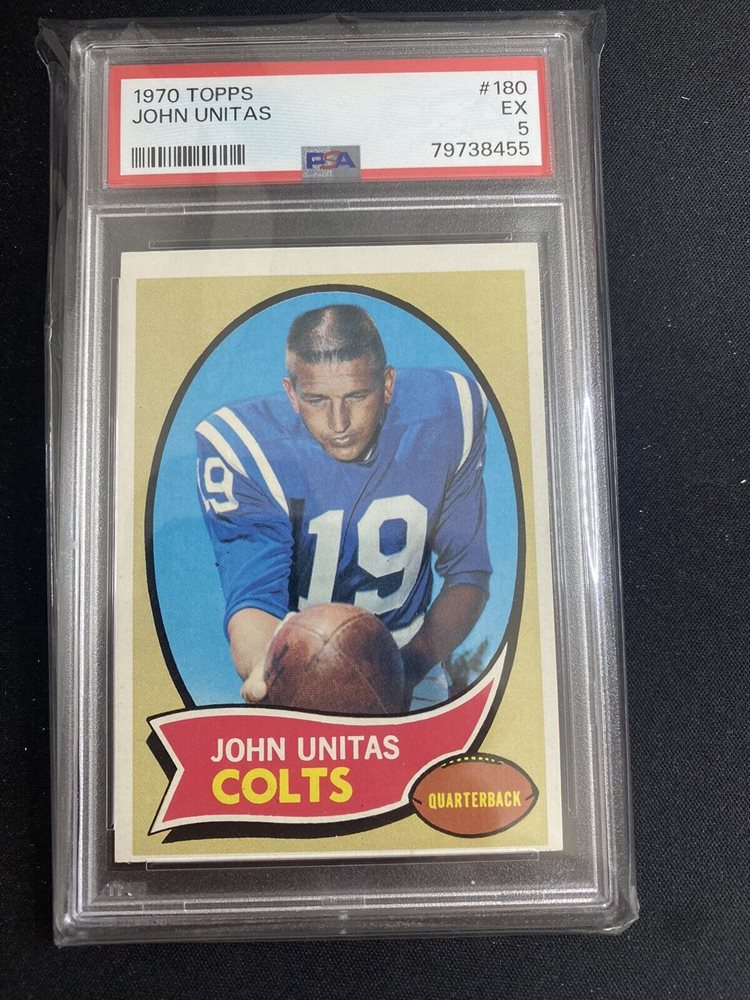 1970 TOPPS
JOHN UNITAS
#180
EX
5
79738455
PSA
19
19
JOHN UNITAS
COLTS
QUARTERBACK